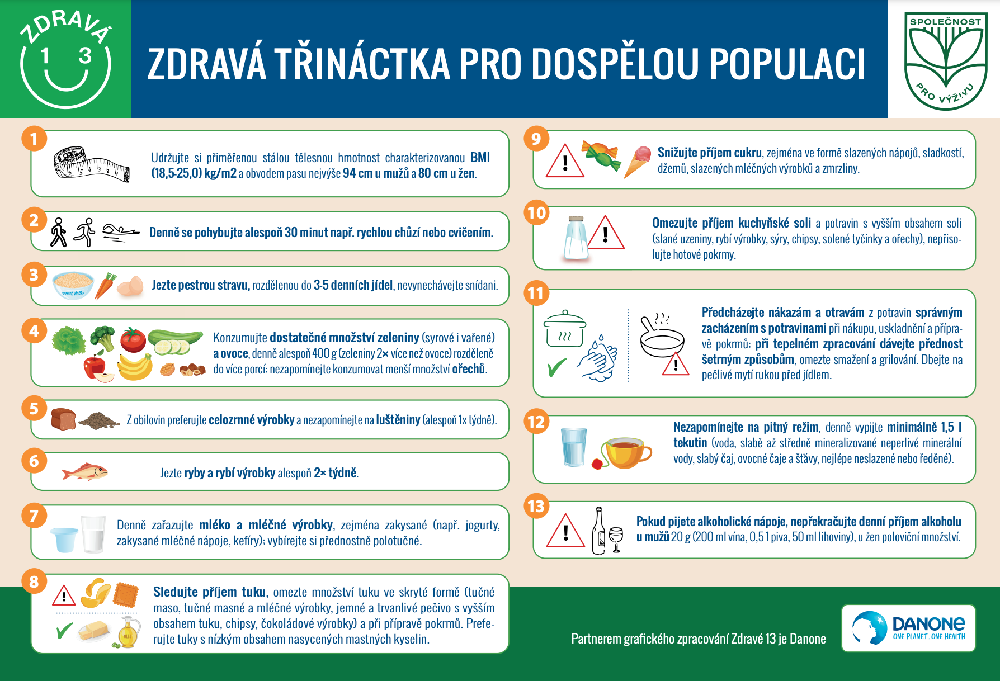 ZDRAVÁ
1 3
ZDRAVÁ TŘINÁCTKA PRO DOSPĚLOU POPULACI
SPOLEČNOST
PRO VÝŽIVU
1
Udržujte si přiměřenou stálou tělesnou hmotnost charakterizovanou BMI
(18,5-25,0) kg/m2 a obvodem pasu nejvýše 94 cm u mužů a 80 cm u žen.
2
Denně se pohybujte alespoň 30 minut např. rychlou chůzí nebo cvičením.
3
ovesné vločky
Jezte pestrou stravu, rozdělenou do 3-5 denních jídel, nevynechávejte snídani.
4
Konzumujte dostatečné množství zeleniny (syrové i vařené)
a ovoce, denně alespoň 400 g (zeleniny 2× více než ovoce) rozděleně
do více porcí; nezapomínejte konzumovat menší množství ořechů.
5
Z obilovin preferujte celozrnné výrobky a nezapomínejte na luštěniny (alespoň 1x týdně).
6
Jezte ryby a rybí výrobky alespoň 2× týdně.
7
Denně zařazujte mléko a mléčné výrobky, zejména zakysané (např. jogurty,
zakysané mléčné nápoje, kefíry); vybírejte si přednostně polotučné.
8
OLEJ
Sledujte příjem tuku, omezte množství tuku ve skryté formě (tučné
maso, tučné masné a mléčné výrobky, jemné a trvanlivé pečivo s vyšším
obsahem tuku, chipsy, čokoládové výrobky) a při přípravě pokrmů. Prefe-
rujte tuky s nízkým obsahem nasycených mastných kyselin.
9
Snižujte příjem cukru, zejména ve formě slazených nápojů, sladkostí,
džemů, slazených mléčných výrobků a zmrzliny.
10
Omezujte příjem kuchyňské soli a potravin s vyšším obsahem soli
(slané uzeniny, rybí výrobky, sýry, chipsy, solené tyčinky a ořechy), nepřiso-
lujte hotové pokrmy.
11
Předcházejte nákazám a otravám z potravin správným
zacházením s potravinami při nákupu, uskladnění a přípra-
vě pokrmů; při tepelném zpracování dávejte přednost
šetrným způsobům, omezte smažení a grilování. Dbejte na
pečlivé mytí rukou před jídlem.
12
Nezapomínejte na pitný režim, denně vypijte minimálně 1,5 l
tekutin (voda, slabě až středně mineralizované neperlivé minerální
vody, slabý čaj, ovocné čaje a šťávy, nejlépe neslazené nebo ředěné).
13
Pokud pijete alkoholické nápoje, nepřekračujte denní příjem alkoholu
u mužů 20 g (200 ml vína, 0,5 1 piva, 50 ml lihoviny), u žen poloviční množství.
Partnerem grafického zpracování Zdravé 13 je Danone
DANONE
ONE PLANET. ONE HEALTH